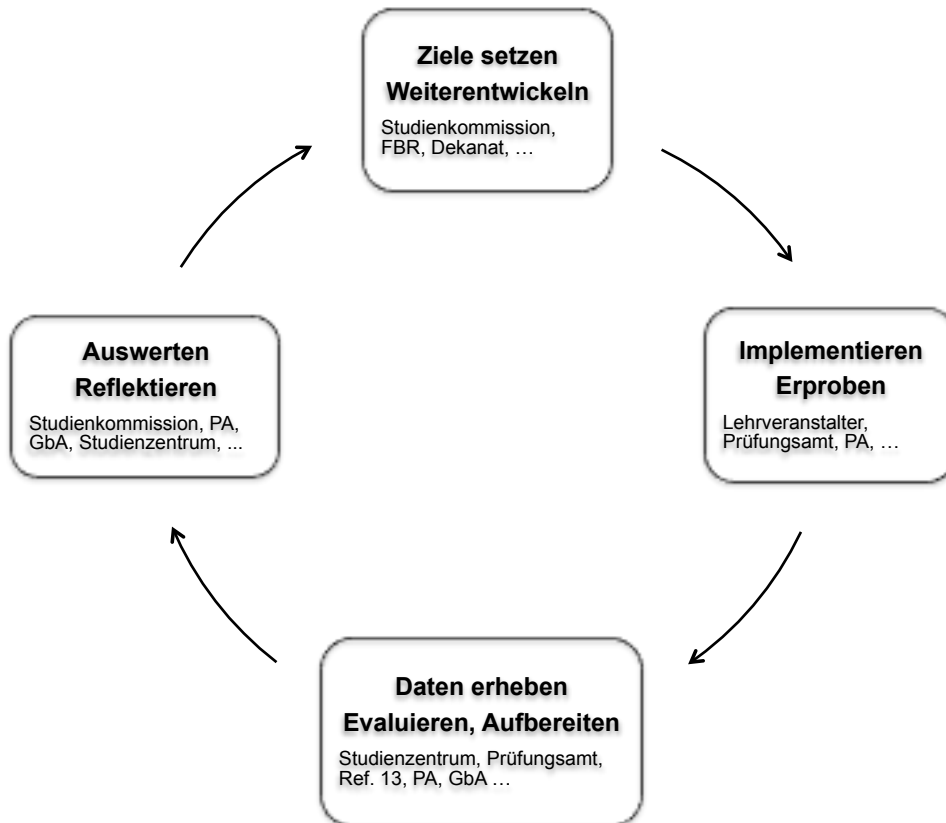 Ziele setzen
Weiterentwickeln
Studienkommission,
FBR, Dekanat, …
Implementieren
Erproben
Lehrveranstalter,
Prüfungsamt, PA, …
Daten erheben
Evaluieren, Aufbereiten
Studienzentrum, Prüfungsamt,
Ref. 13, PA, GbA …
Auswerten
Reflektieren
Studienkommission, PA,
GbA, Studienzentrum, ...